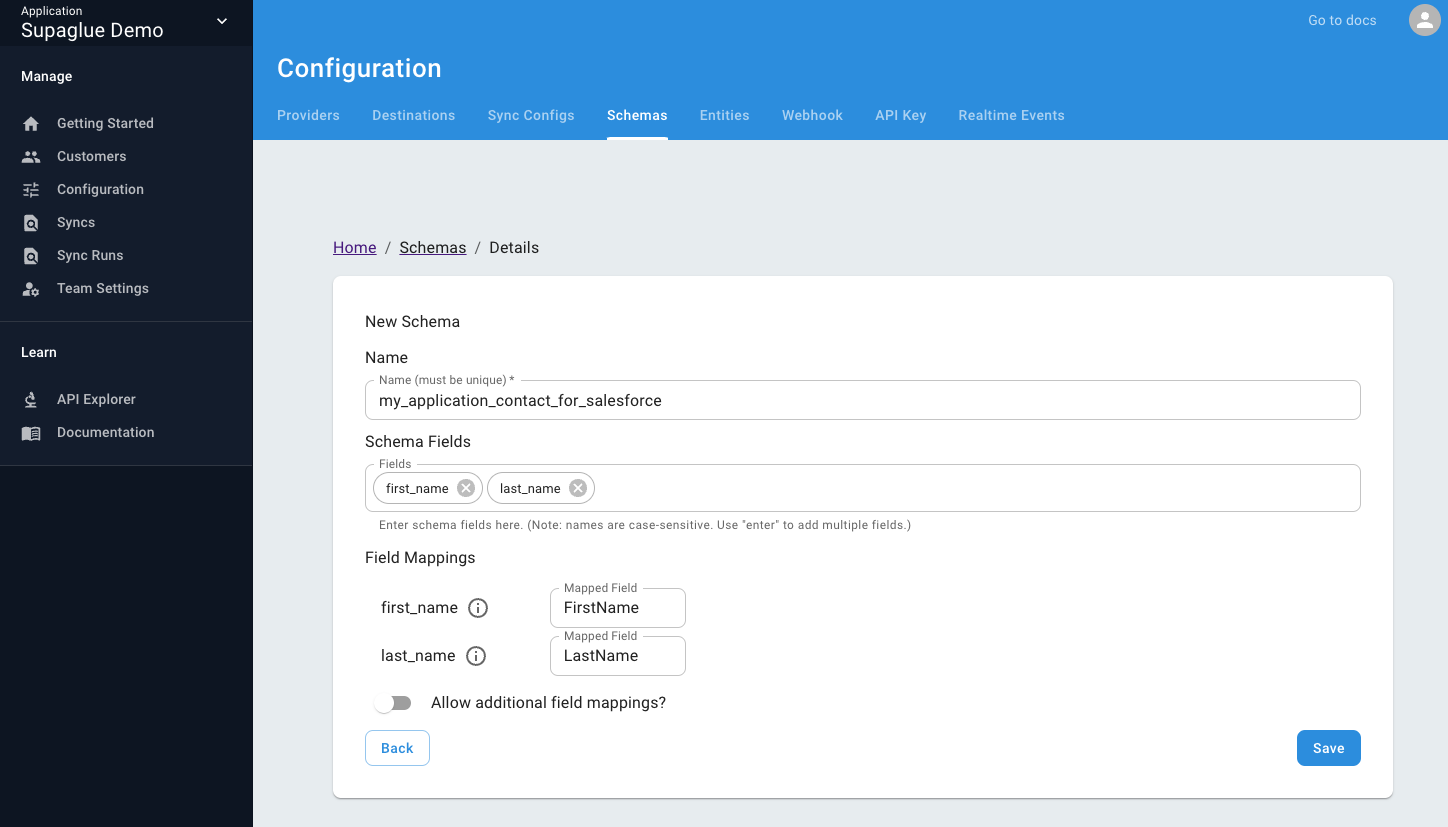 Application
Supaglue Demo
Manage
Getting Started
Customers
Configuration
Syncs
Sync Runs
Team Settings
Learn
API Explorer
Documentation
Go to docs
Configuration
Providers Destinations Sync Configs Schemas Entities Webhook API Key Realtime Events
Home / Schemas / Details
New Schema
Name
Name (must be unique) *
my_application_contact_for_salesforce
Schema Fields
Fields
first_name last_name
Enter schema fields here. (Note: names are case-sensitive. Use "enter" to add multiple fields.)
Field Mappings
Mapped Field
first_name FirstName
Mapped Field
last_name LastName
Allow additional field mappings?
Back Save